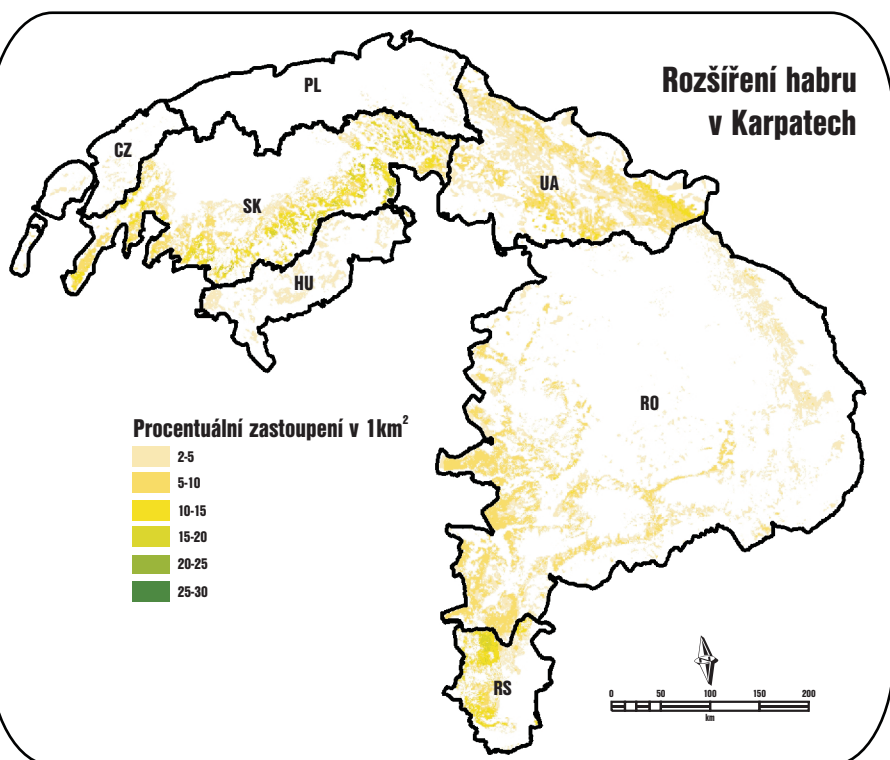 Rozšíření habru
v Karpatech
PL
CZ
SK
UA
HU
RO
RS
Procentuální zastoupení v 1km²
2-5
5-10
10-15
15-20
20-25
25-30
0 50 100 150 200
km